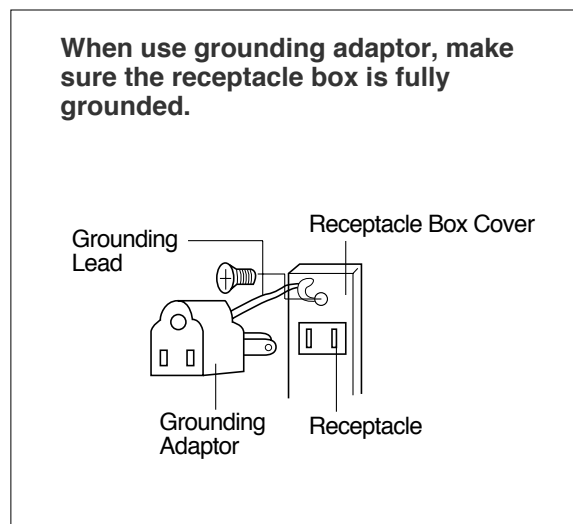 When use grounding adaptor, make
sure the receptacle box is fully
grounded.
Grounding
Lead
Receptacle Box Cover
Grounding
Adaptor
Receptacle